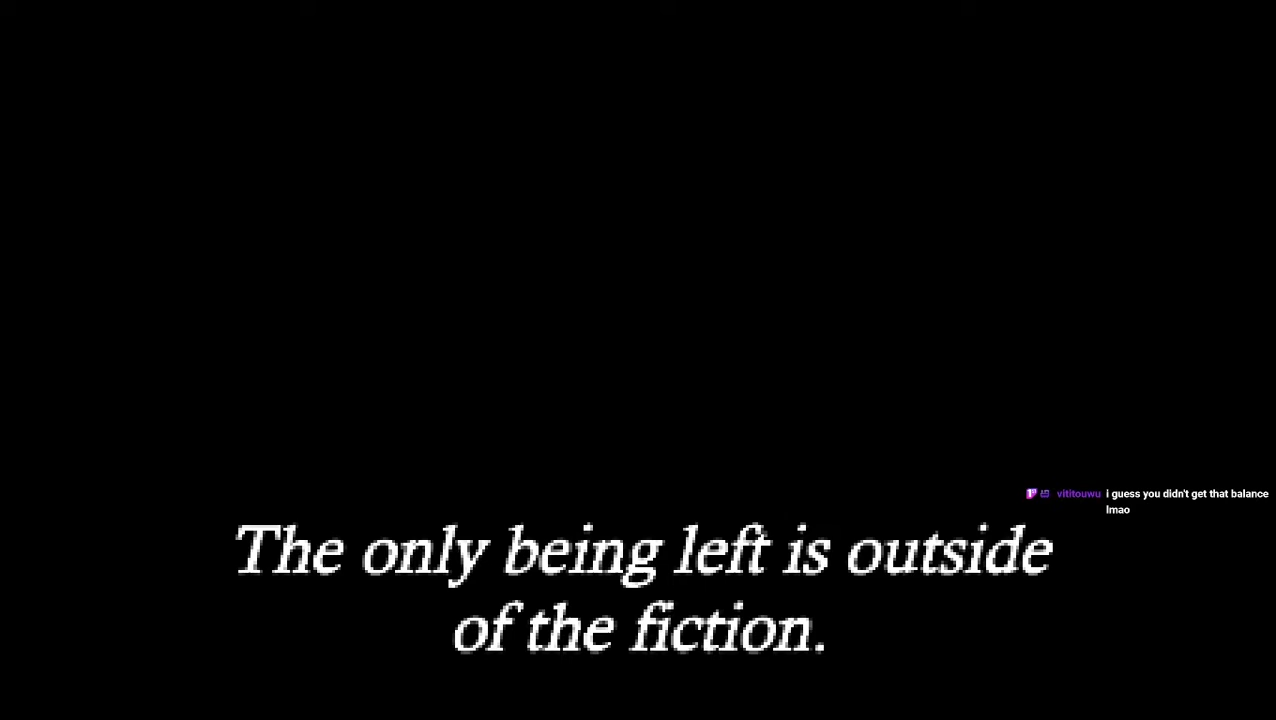 vititouwu i guess you didn't get that balance
lmao
The only being left is outside
of the fiction.